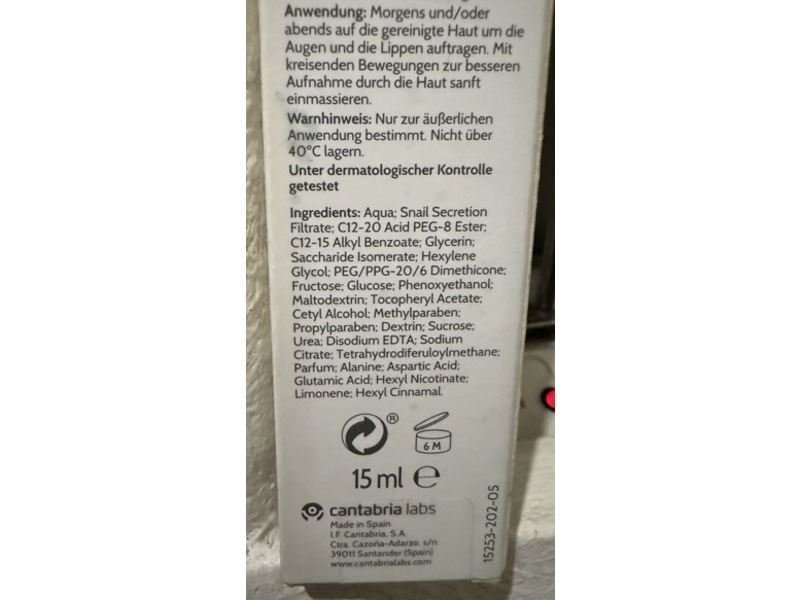 Anwendung: Morgens und/oder
abends auf die gereinigte Haut um die
Augen und die Lippen auftragen. Mit
kreisenden Bewegungen zur besseren
Aufnahme durch die Haut sanft
einmassieren.
Warnhinweis: Nur zur äußerlichen
Anwendung bestimmt. Nicht über
40°C lagern.
Unter dermatologischer Kontrolle
getestet
Ingredients: Aqua; Snail Secretion
Filtrate; C12-20 Acid PEG-8 Ester;
C12-15 Alkyl Benzoate; Glycerin;
Saccharide Isomerate; Hexylene
Glycol; PEG/PPG-20/6 Dimethicone;
Fructose; Glucose; Phenoxyethanol;
Maltodextrin; Tocopheryl Acetate;
Cetyl Alcohol; Methylparaben;
Propylparaben; Dextrin; Sucrose;
Urea; Disodium EDTA; Sodium
Citrate; Tetrahydrodiferuloylmethane;
Parfum; Alanine; Aspartic Acid;
Glutamic Acid; Hexyl Nicotinate;
Limonene; Hexyl Cinnamal.
®
6 M
15 ml ℮
cantabria labs
Made in Spain
I.F. Cantabria, S.A.
Ctra. Cazoña-Adarzo, s/n
39011 Santander (Spain)
www.cantabrialabs.com
15253-202-05